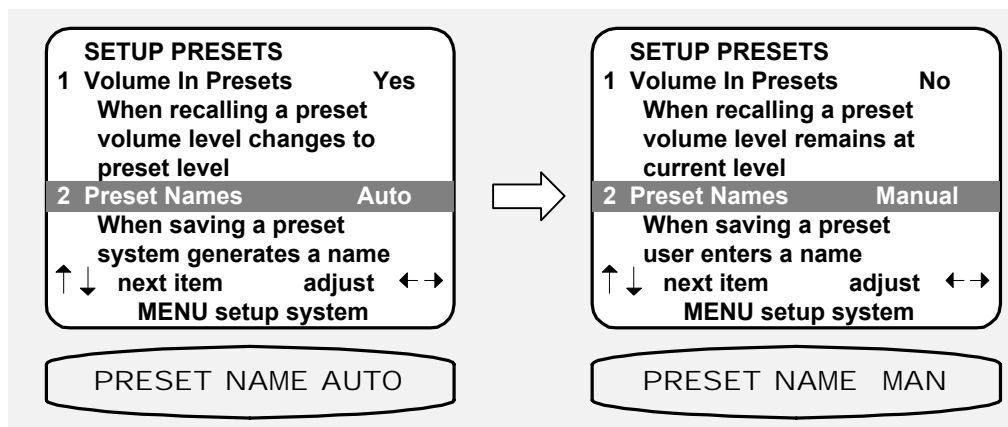 SETUP PRESETS
1 Volume In Presets Yes
When recalling a preset
volume level changes to
preset level
2 Preset Names Auto
When saving a preset
system generates a name
↑↓ next item adjust ←→
MENU setup system
PRESET NAME AUTO
SETUP PRESETS
1 Volume In Presets No
When recalling a preset
volume level remains at
current level
2 Preset Names Manual
When saving a preset
user enters a name
↑↓ next item adjust ←→
MENU setup system
PRESET NAME MAN